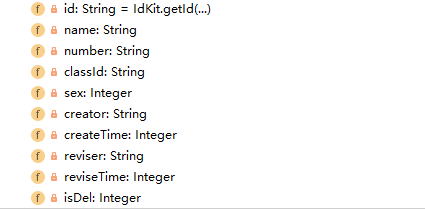 f id: String = IdKit.getId(...)
f name: String
f number: String
f classId: String
f sex: Integer
f creator: String
f createTime: Integer
f reviser: String
f reviseTime: Integer
f isDel: Integer